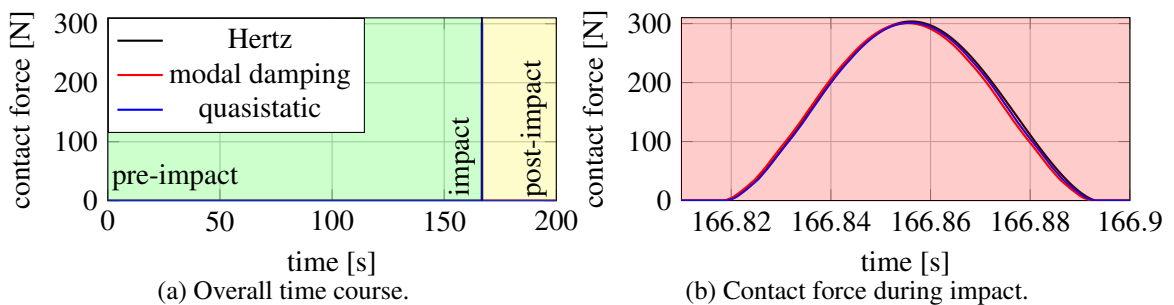 contact force [N]
300
200
100
0
Hertz
modal damping
quasistatic
pre-impact
impact
post-impact
0
50
100
150
200
time [s]
(a) Overall time course.
contact force [N]
300
200
100
0
166.82
166.84
166.86
166.88
166.9
time [s]
(b) Contact force during impact.